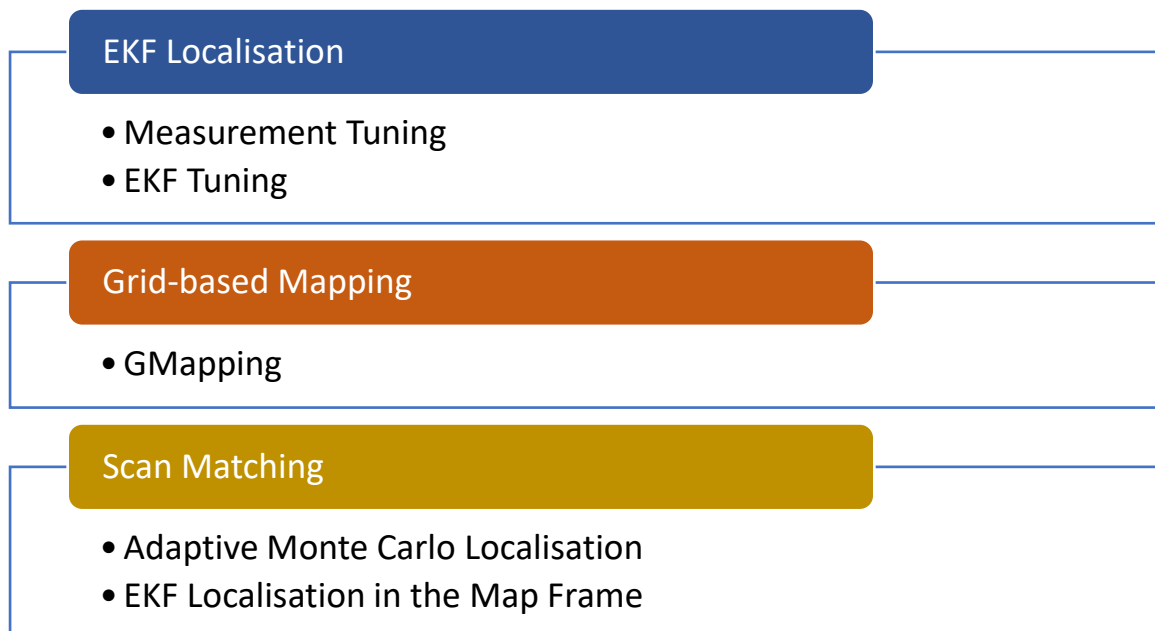 EKF Localisation
• Measurement Tuning
• EKF Tuning
Grid-based Mapping
• GMapping
Scan Matching
• Adaptive Monte Carlo Localisation
• EKF Localisation in the Map Frame